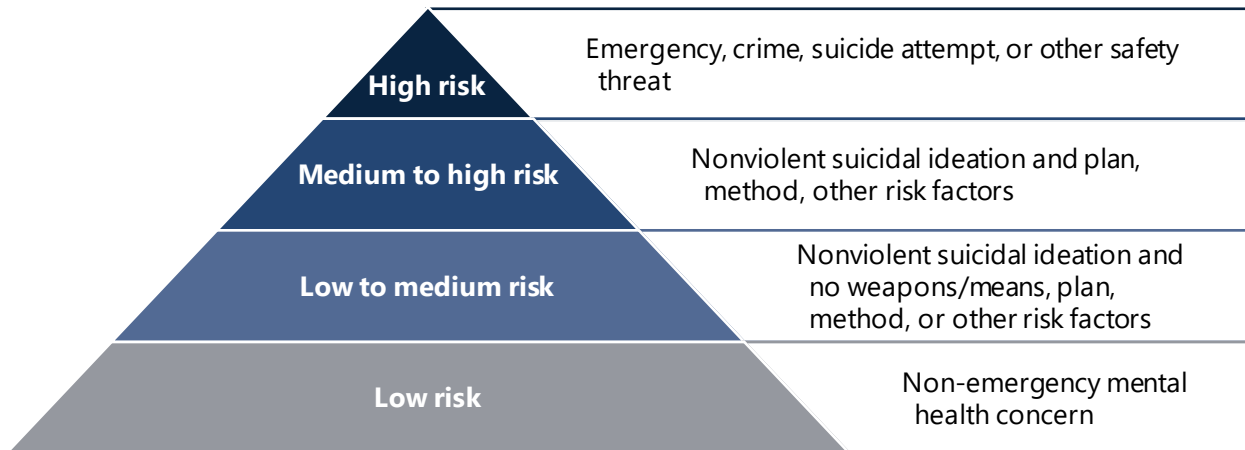 High risk
Emergency, crime, suicide attempt, or other safety
threat
Medium to high risk
Nonviolent suicidal ideation and plan,
method, other risk factors
Low to medium risk
Nonviolent suicidal ideation and
no weapons/means, plan,
method, or other risk factors
Low risk
Non-emergency mental
health concern